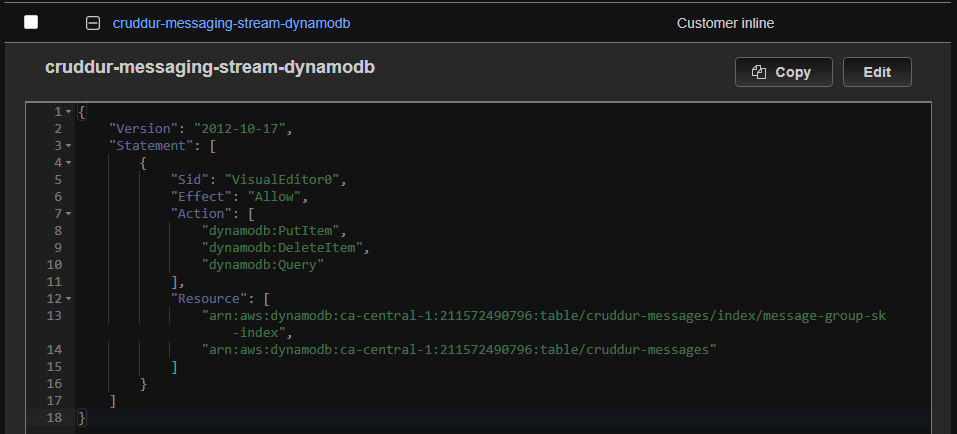 cruddur-messaging-stream-dynamodb Customer inline
cruddur-messaging-stream-dynamodb Copy Edit
1 {
2 "Version": "2012-10-17",
3 "Statement": [
4 {
5 "Sid": "VisualEditor0",
6 "Effect": "Allow",
7 "Action": [
8 "dynamodb:PutItem",
9 "dynamodb:DeleteItem",
10 "dynamodb:Query"
11 ],
12 "Resource": [
13 "arn:aws:dynamodb:ca-central-1:211572490796:table/cruddur-messages/index/message-group-sk
-index",
14 "arn:aws:dynamodb:ca-central-1:211572490796:table/cruddur-messages"
15 ]
16 }
17 ]
18 }